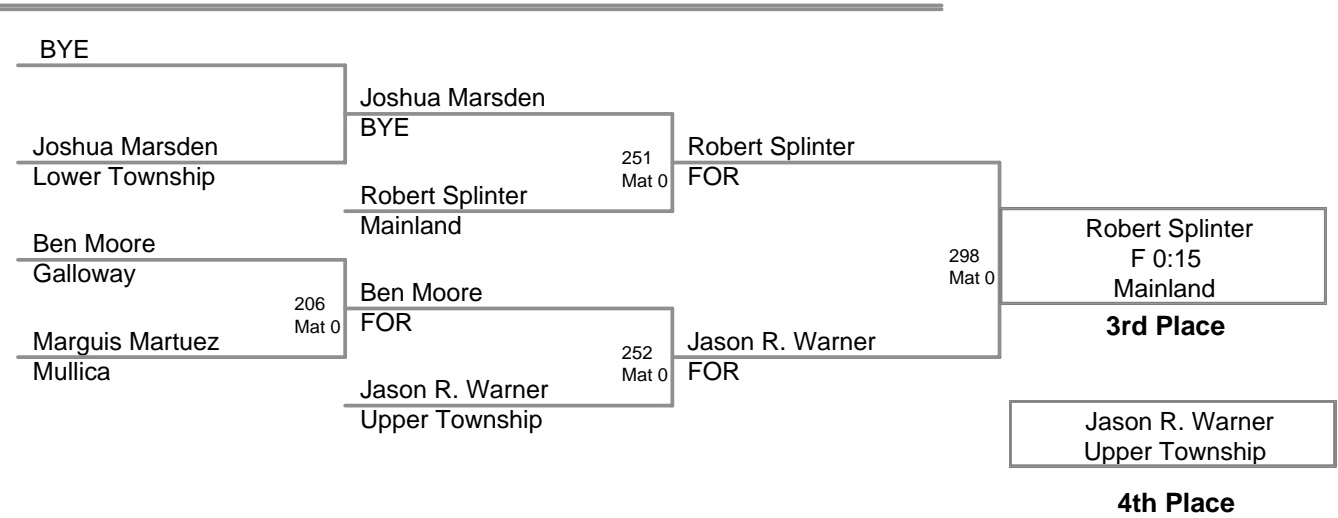 BYE
Joshua Marsden
BYE
Joshua Marsden
Lower Township
251
Mat 0
Robert Splinter
FOR
Robert Splinter
Mainland
Ben Moore
Galloway
206
Mat 0
Ben Moore
FOR
Marguis Martuez
Mullica
252
Mat 0
Jason R. Warner
FOR
Jason R. Warner
Upper Township
298
Mat 0
Robert Splinter
F 0:15
Mainland
3rd Place
Jason R. Warner
Upper Township
4th Place